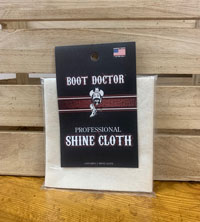 BOOT DOCTOR
PROFESSIONAL
SHINE CLOTH